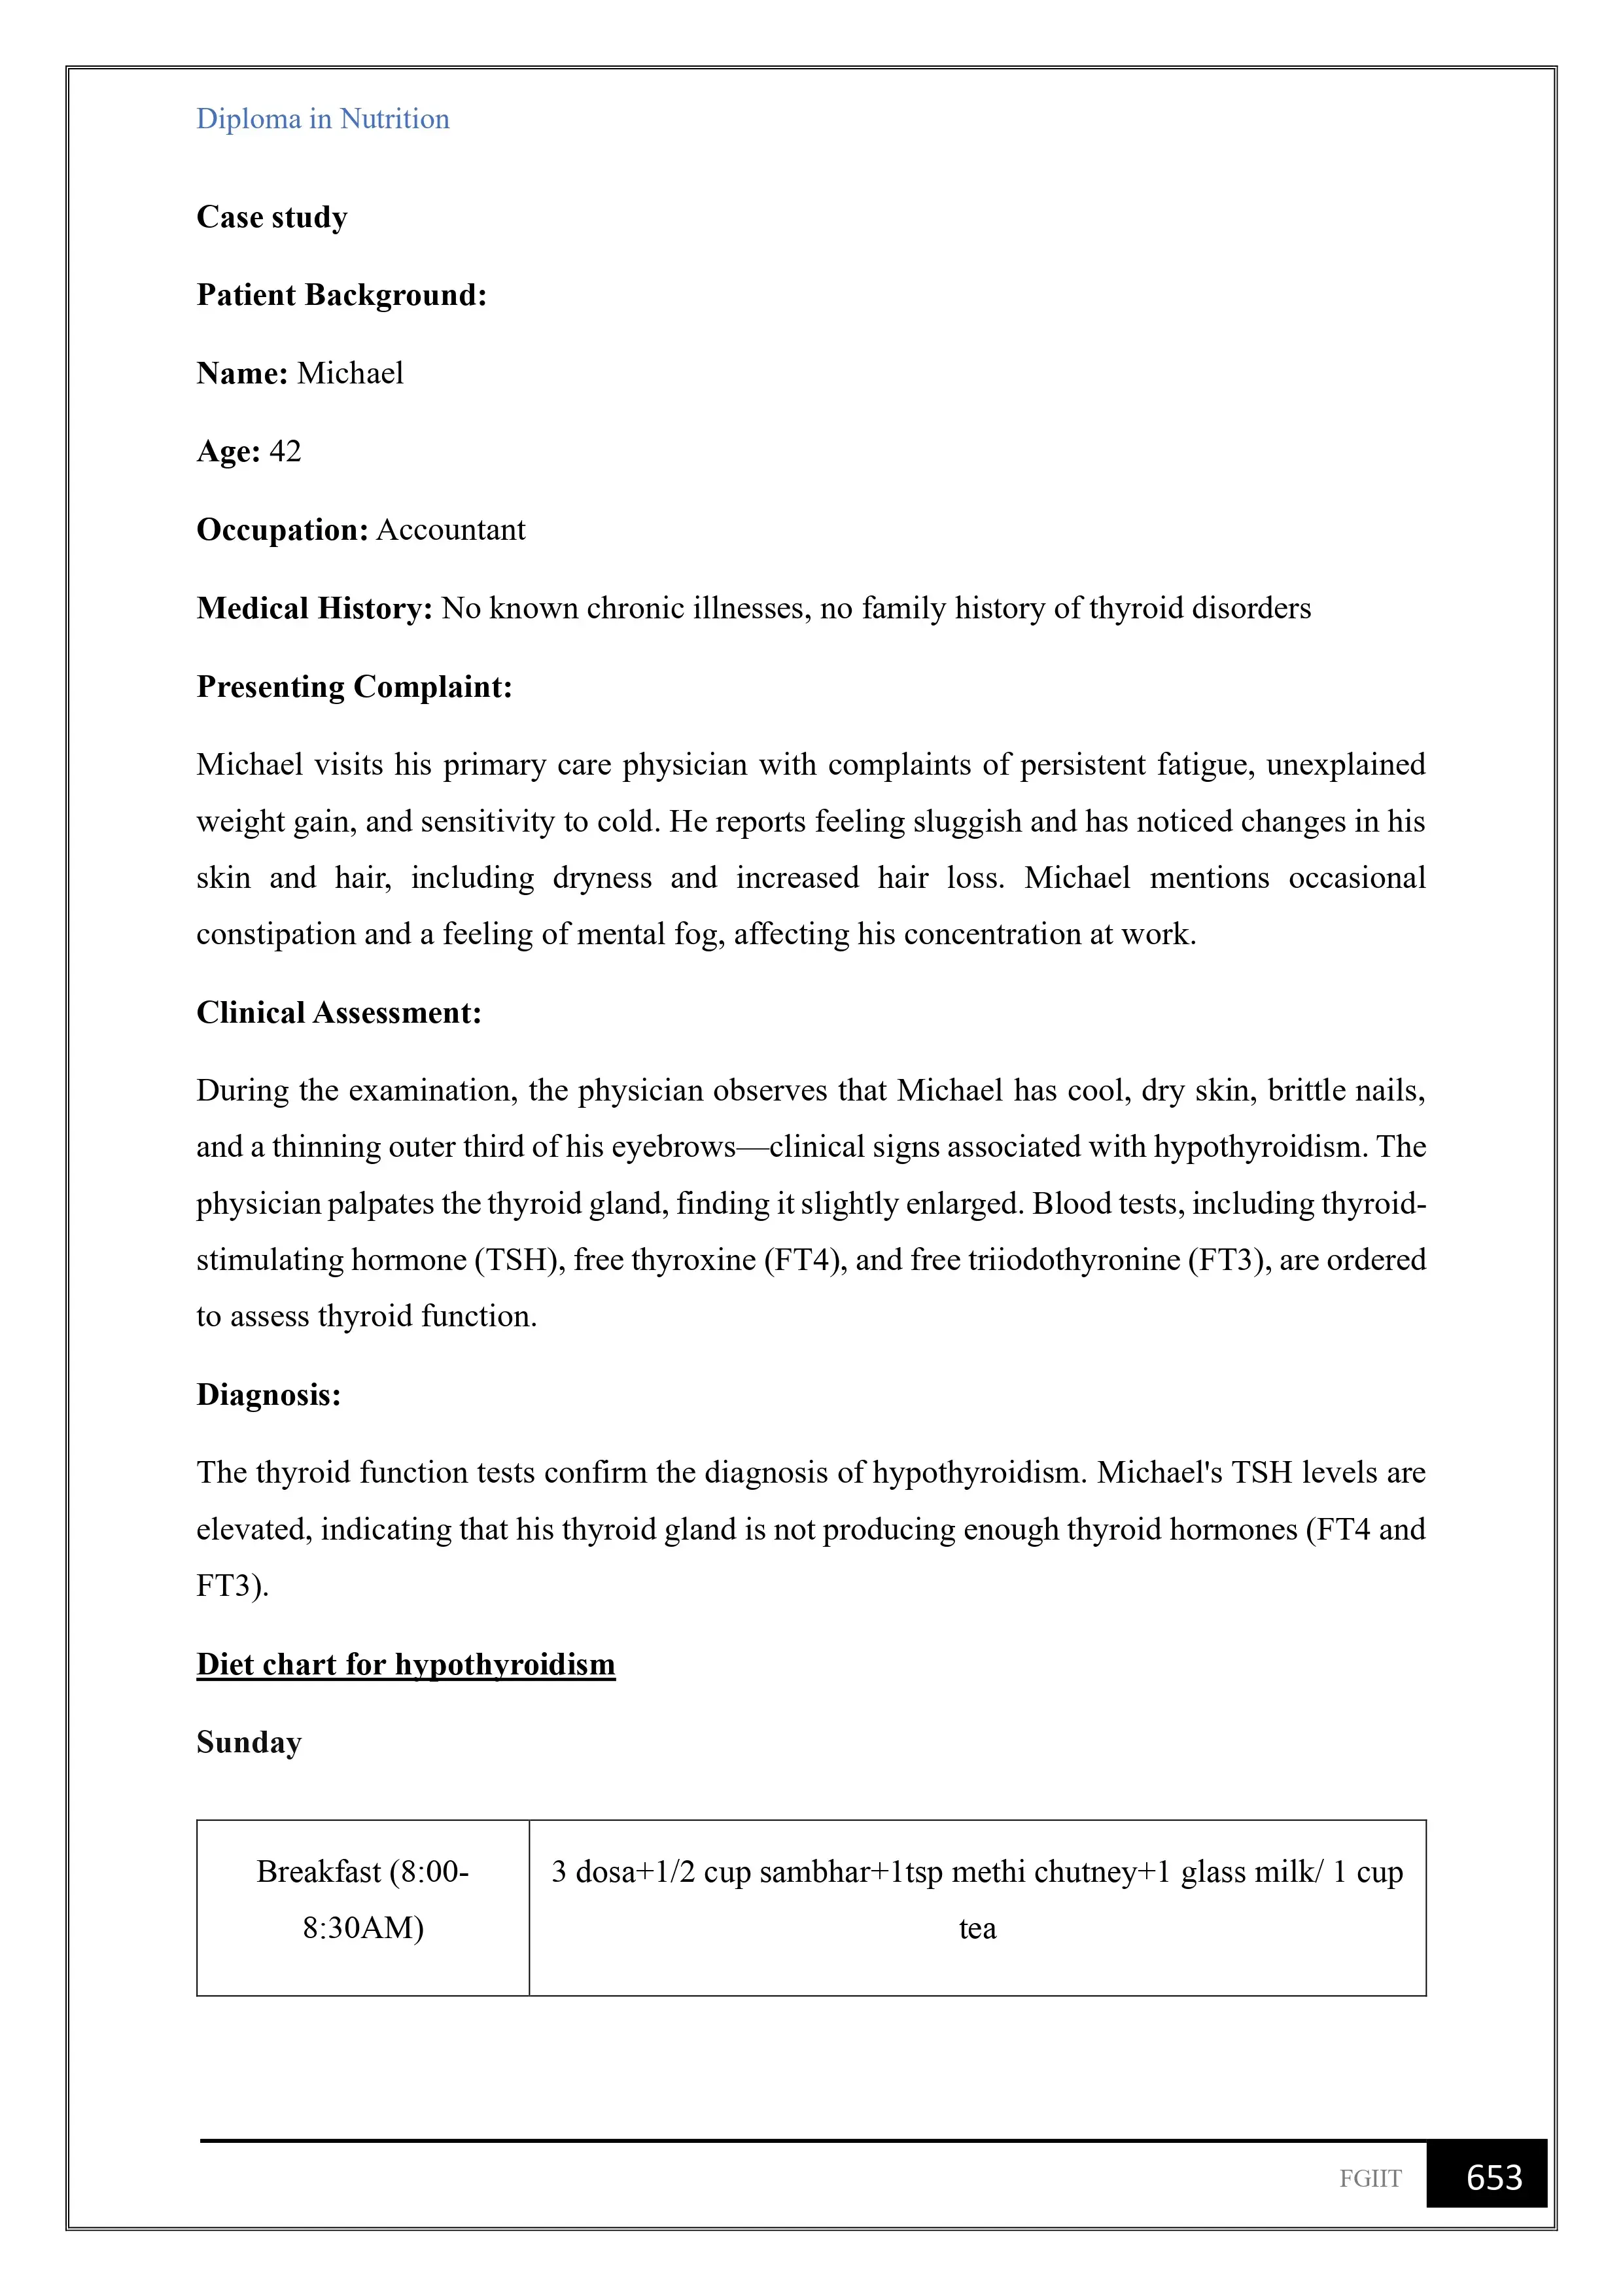 Diploma in Nutrition
Case study
Patient Background:
Name: Michael
Age: 42
Occupation: Accountant
Medical History: No known chronic illnesses, no family history of thyroid disorders
Presenting Complaint:
Michael visits his primary care physician with complaints of persistent fatigue, unexplained
weight gain, and sensitivity to cold. He reports feeling sluggish and has noticed changes in his
skin and hair, including dryness and increased hair loss. Michael mentions occasional
constipation and a feeling of mental fog, affecting his concentration at work.
Clinical Assessment:
During the examination, the physician observes that Michael has cool, dry skin, brittle nails,
and a thinning outer third of his eyebrows—clinical signs associated with hypothyroidism. The
physician palpates the thyroid gland, finding it slightly enlarged. Blood tests, including thyroid-
stimulating hormone (TSH), free thyroxine (FT4), and free triiodothyronine (FT3), are ordered
to assess thyroid function.
Diagnosis:
The thyroid function tests confirm the diagnosis of hypothyroidism. Michael's TSH levels are
elevated, indicating that his thyroid gland is not producing enough thyroid hormones (FT4 and
FT3).
Diet chart for hypothyroidism
Sunday
Breakfast (8:00-
8:30AM)
3 dosa+1/2 cup sambhar+1tsp methi chutney+1 glass milk/ 1 cup
tea
FGIIT 653